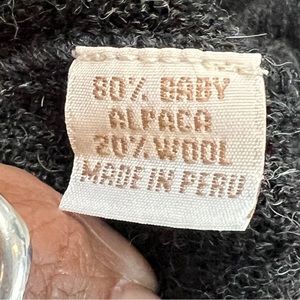 80% BABY
ALPACA
20% WOOL
MADE IN PERU